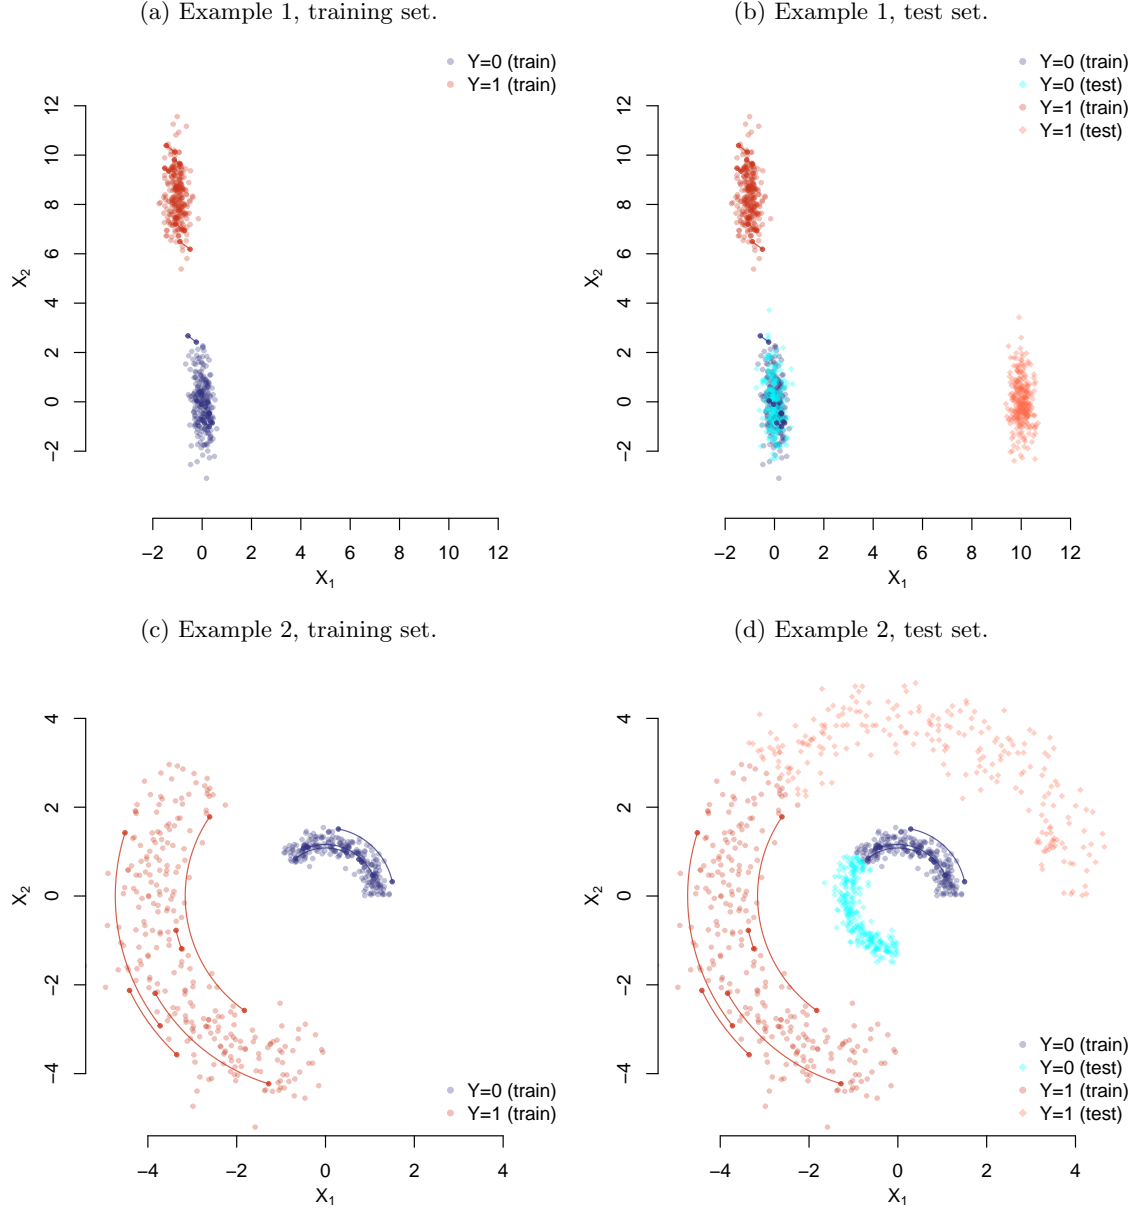 (a) Example 1, training set.
Y=0 (train)
Y=1 (train)
12
10
8
6
4
2
0
−2
X2
−2 0 2 4 6 8 10 12
X1
(b) Example 1, test set.
Y=0 (train)
Y=0 (test)
Y=1 (train)
Y=1 (test)
12
10
8
6
4
2
0
−2
X2
−2 0 2 4 6 8 10 12
X1
(c) Example 2, training set.
4
2
0
−2
−4
X2
Y=0 (train)
Y=1 (train)
−4 −2 0 2 4
X1
(d) Example 2, test set.
4
2
0
−2
−4
X2
Y=0 (train)
Y=0 (test)
Y=1 (train)
Y=1 (test)
−4 −2 0 2 4
X1